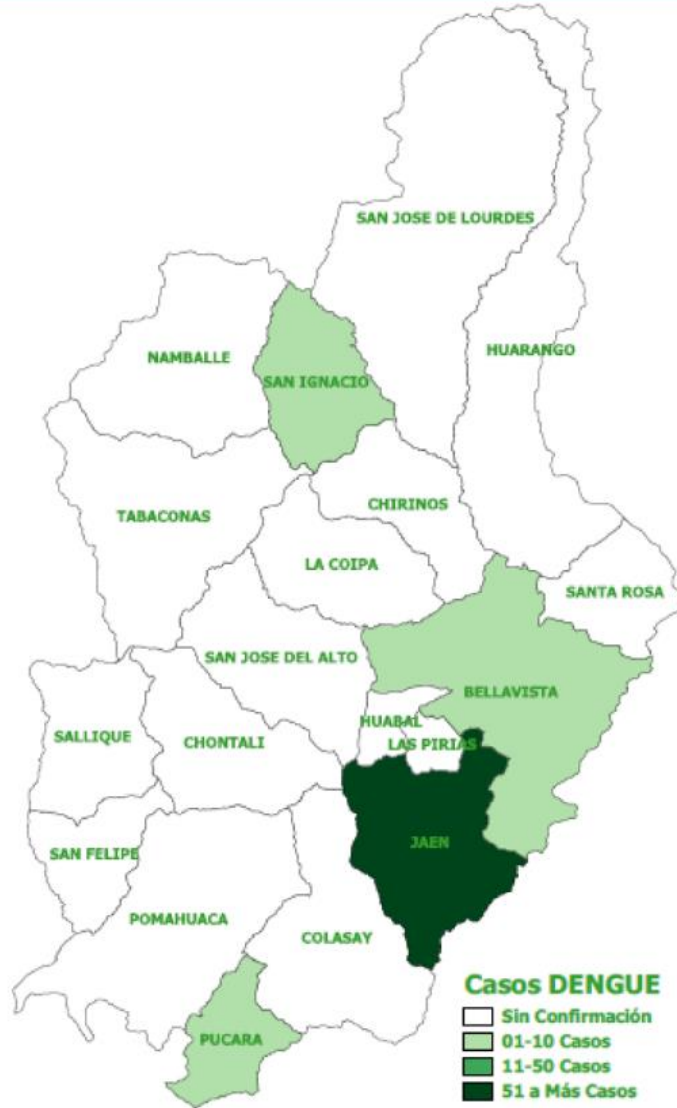 SAN JOSE DE LOURDES
NAMBALLE
HUARANGO
SAN IGNACIO
CHIRINOS
TABACONAS
LA COIPA
SANTA ROSA
SAN JOSE DEL ALTO
BELLAVISTA
HUABAL
SALLIQUE
CHONTALI
LAS PIRIAS
JAEN
SAN FELIPE
POMAHUACA
COLASAY
PUCARA
Casos DENGUE
Sin Confirmación
01-10 Casos
11-50 Casos
51 a Más Casos